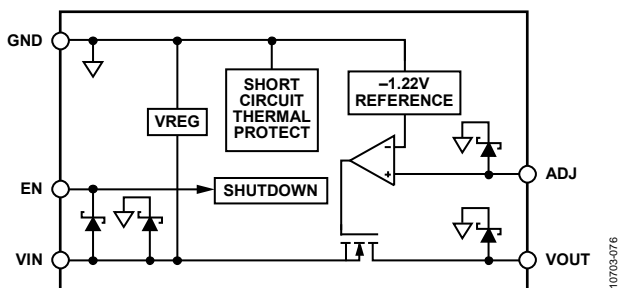 GND
SHORT
CIRCUIT
THERMAL
PROTECT
–1.22V
REFERENCE
VREG
–
+
ADJ
EN
SHUTDOWN
VIN
VOUT
10703-076